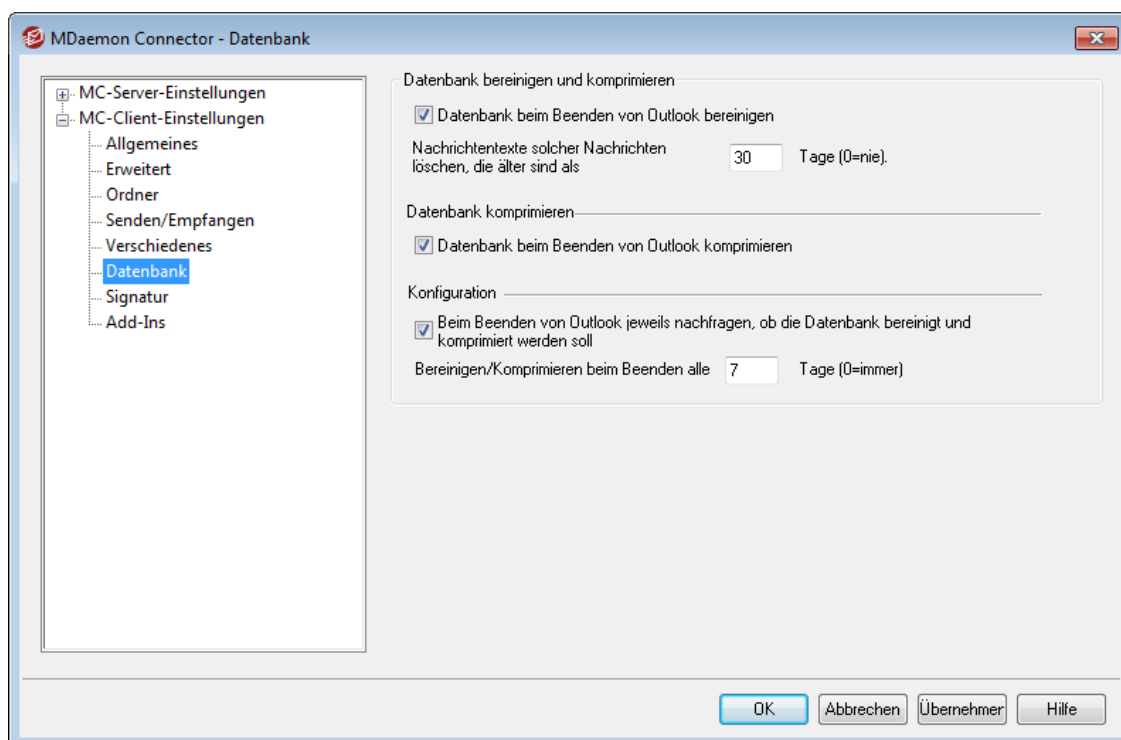 MDaemon Connector - Datenbank
MC-Server-Einstellungen
MC-Client-Einstellungen
Allgemeines
Erweitert
Ordner
Senden/Empfangen
Verschiedenes
Datenbank
Signatur
Add-Ins
Datenbank bereinigen und komprimieren
Datenbank beim Beenden von Outlook bereinigen
Nachrichtentexte solcher Nachrichten
löschen, die älter sind als
30 Tage (0=nie).
Datenbank komprimieren
Datenbank beim Beenden von Outlook komprimieren
Konfiguration
Beim Beenden von Outlook jeweils nachfragen, ob die Datenbank bereinigt und
komprimiert werden soll
Bereinigen/Komprimieren beim Beenden alle 7 Tage (0=immer)
OK Abbrechen Übernehmer Hilfe